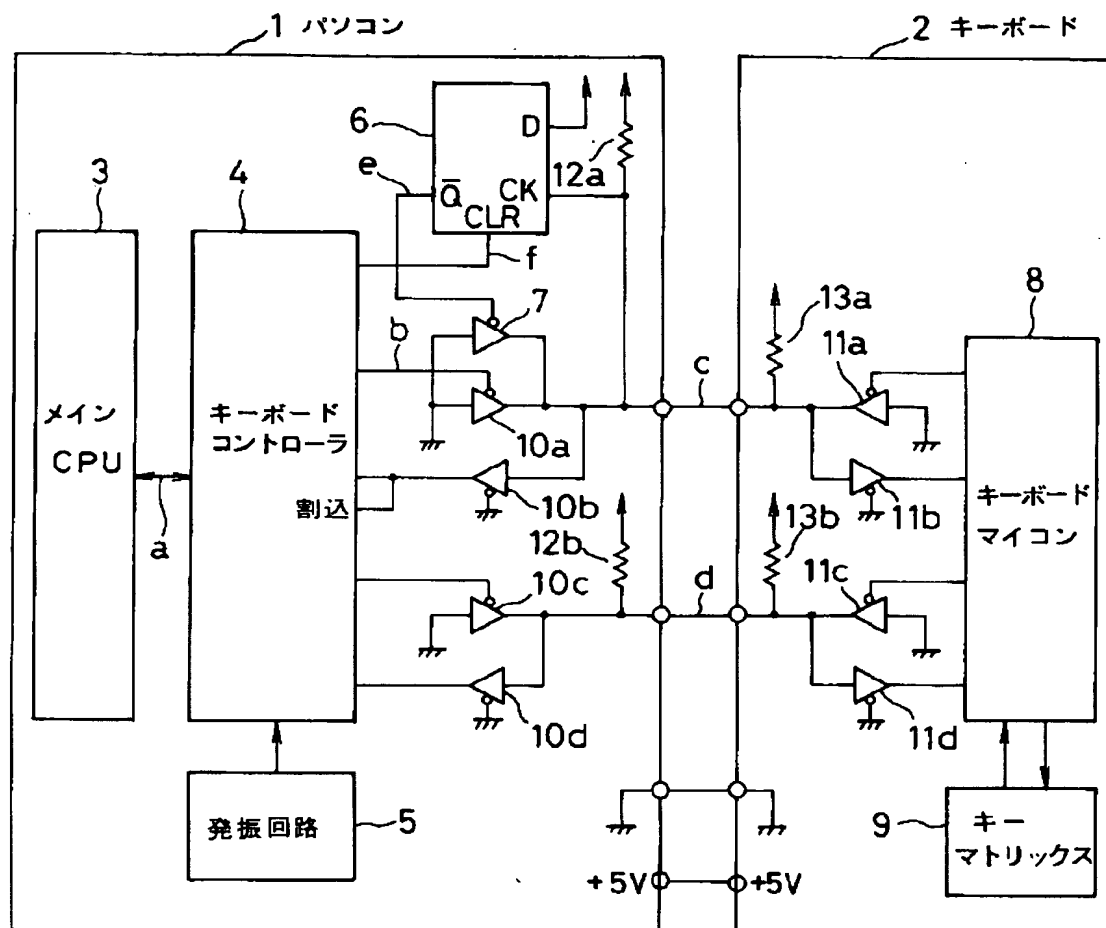 1 パソコン
2 キーボード
6
D
CK
Q̅
CLR
12a
e
f
3
メイン
CPU
a
4
キーボード
コントローラ
割込
b
7
10a
10b
12b
10c
10d
c
d
13a
11a
11b
13b
11c
11d
8
キーボード
マイコン
発振回路
5
9
キー
マトリックス
+5V
+5V